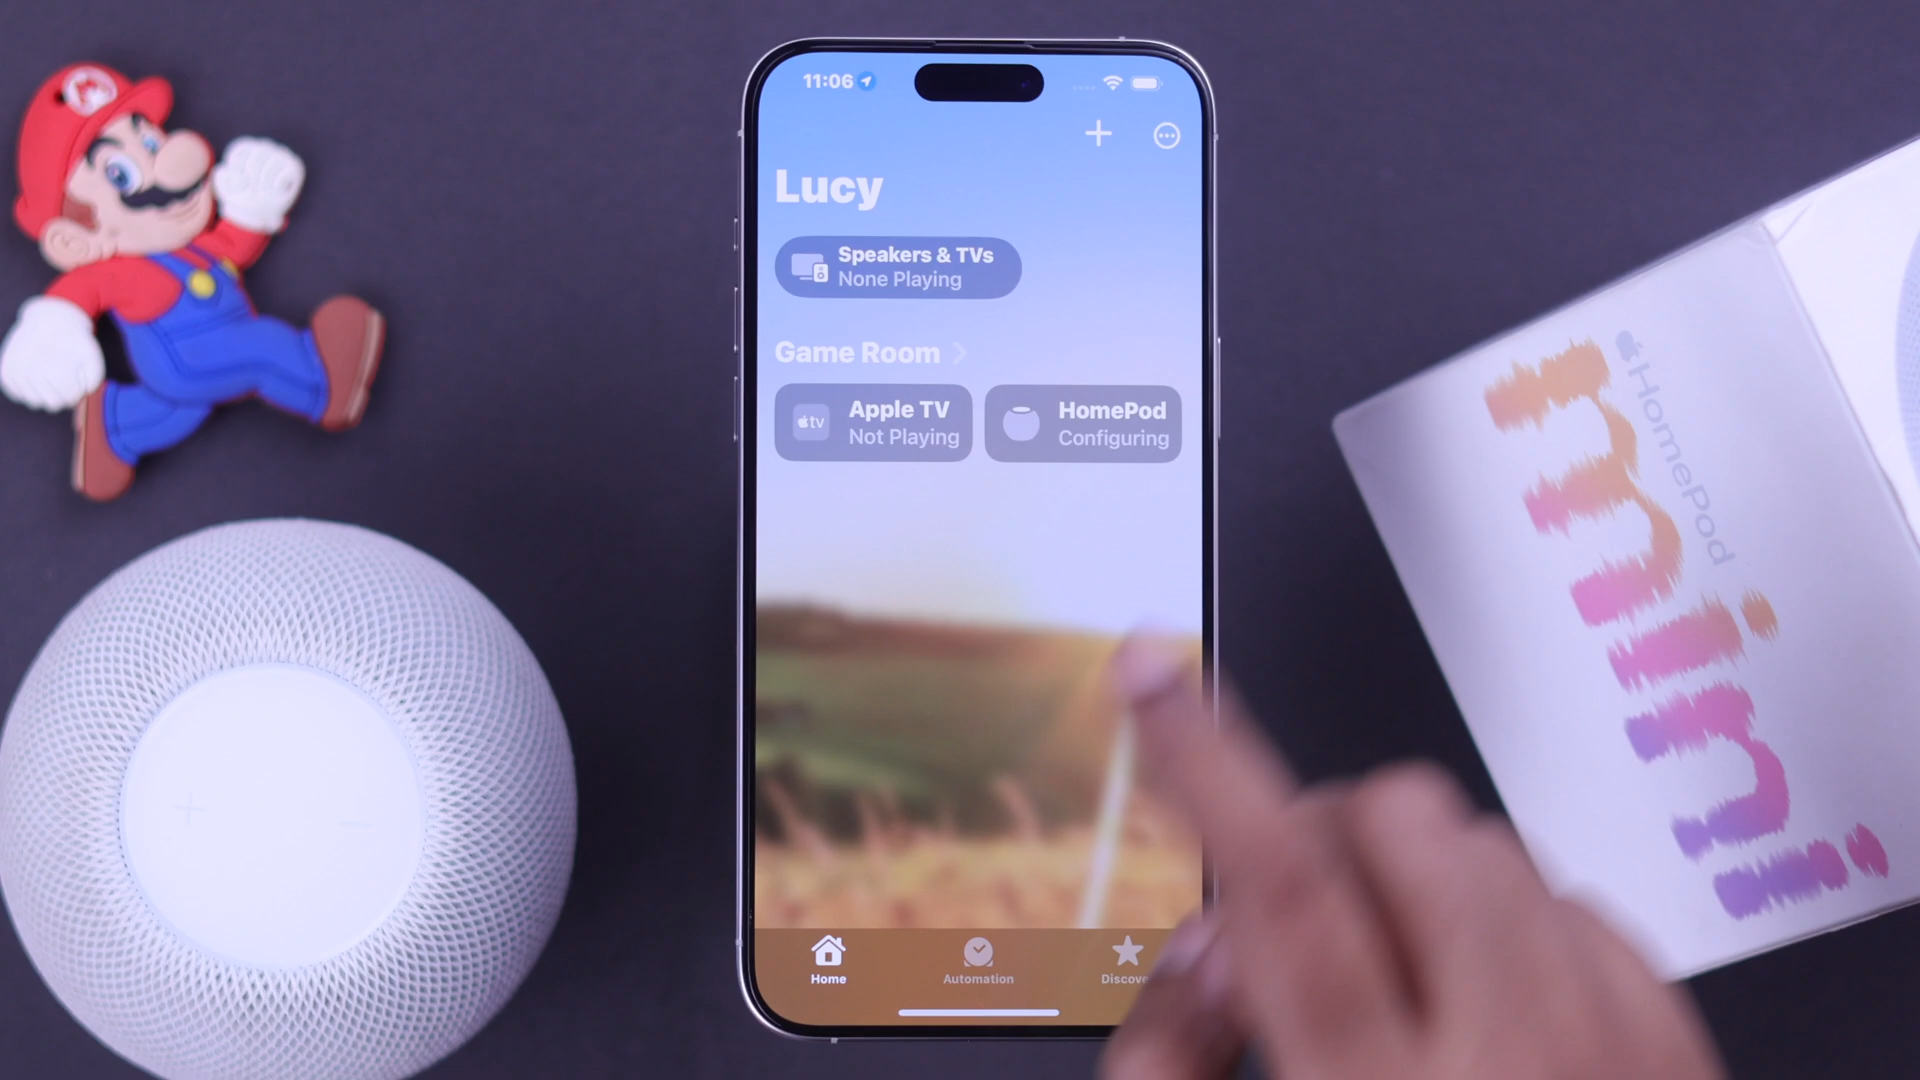 11:06
Lucy
Speakers & TVs
None Playing
Game Room
tv
Apple TV
Not Playing
HomePod
Configuring
Home
Automation
Discove
HomePod
mini
M